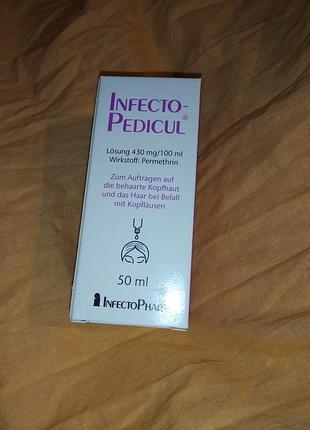 INFECTO-
PEDICUL®
Lösung 430 mg/100 ml
Wirkstoff: Permethrin
Zum Auftragen auf
die behaarte Kopfhaut
und das Haar bei Befall
mit Kopfläusen
50 ml
INFECTOPHARM